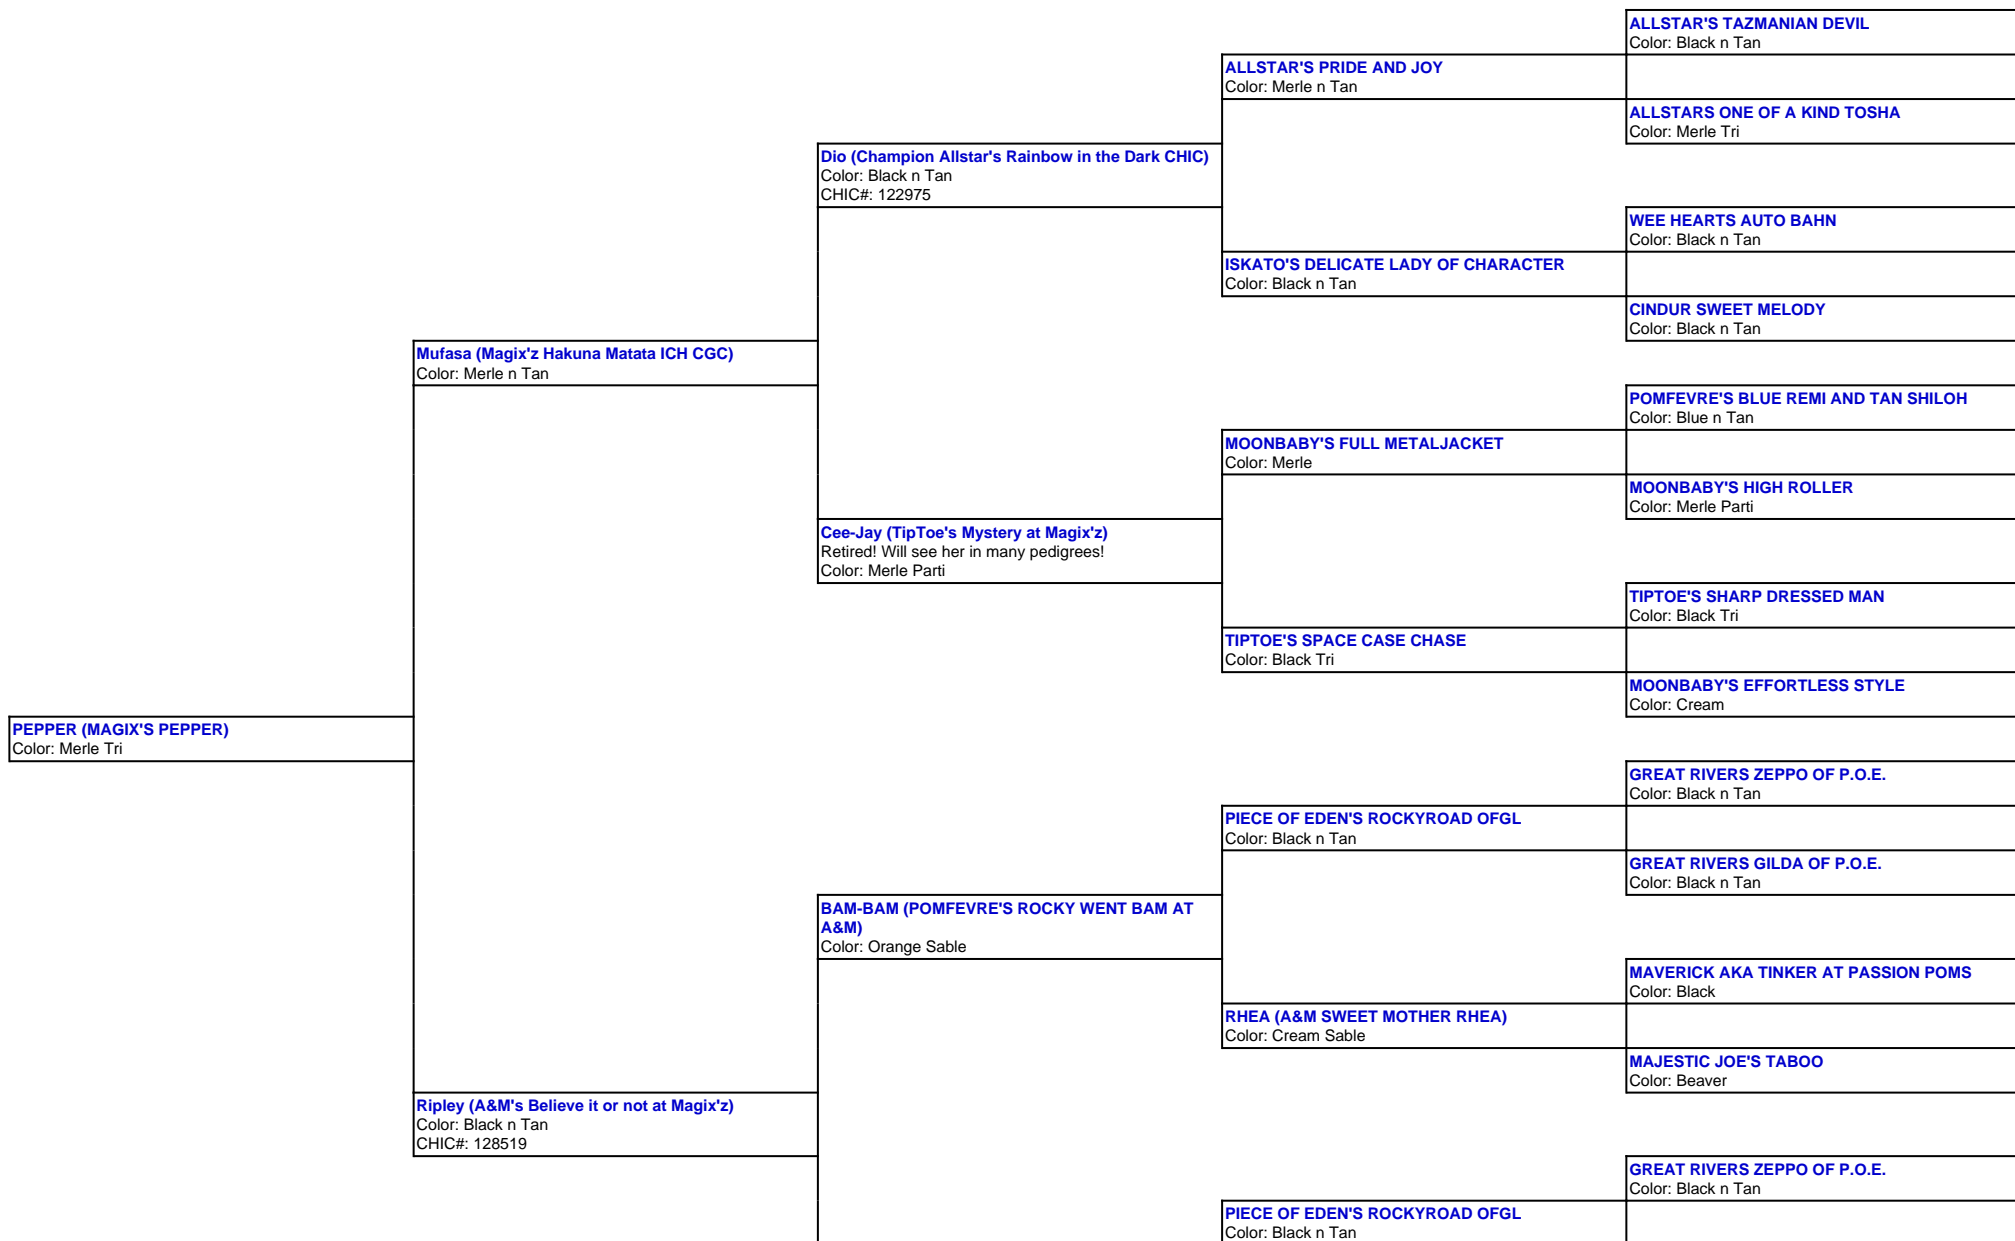 ALLSTAR'S TAZMANIAN DEVIL
Color: Black n Tan
ALLSTAR'S PRIDE AND JOY
Color: Merle n Tan
ALLSTARS ONE OF A KIND TOSHA
Color: Merle Tri
Dio (Champion Allstar's Rainbow in the Dark CHIC)
Color: Black n Tan
CHIC#: 122975
WEE HEARTS AUTO BAHN
Color: Black n Tan
ISKATO'S DELICATE LADY OF CHARACTER
Color: Black n Tan
CINDUR SWEET MELODY
Color: Black n Tan
Mufasa (Magix'z Hakuna Matata ICH CGC)
Color: Merle n Tan
POMFEVRE'S BLUE REMI AND TAN SHILOH
Color: Blue n Tan
MOONBABY'S FULL METALJACKET
Color: Merle
MOONBABY'S HIGH ROLLER
Color: Merle Parti
Cee-Jay (TipToe's Mystery at Magix'z)
Retired! Will see her in many pedigrees!
Color: Merle Parti
TIPTOE'S SHARP DRESSED MAN
Color: Black Tri
TIPTOE'S SPACE CASE CHASE
Color: Black Tri
MOONBABY'S EFFORTLESS STYLE
Color: Cream
PEPPER (MAGIX'S PEPPER)
Color: Merle Tri
GREAT RIVERS ZEPPO OF P.O.E.
Color: Black n Tan
PIECE OF EDEN'S ROCKYROAD OFGL
Color: Black n Tan
GREAT RIVERS GILDA OF P.O.E.
Color: Black n Tan
BAM-BAM (POMFEVRE'S ROCKY WENT BAM AT
A&M)
Color: Orange Sable
MAVERICK AKA TINKER AT PASSION POMS
Color: Black
RHEA (A&M SWEET MOTHER RHEA)
Color: Cream Sable
MAJESTIC JOE'S TABOO
Color: Beaver
Ripley (A&M's Believe it or not at Magix'z)
Color: Black n Tan
CHIC#: 128519
GREAT RIVERS ZEPPO OF P.O.E.
Color: Black n Tan
PIECE OF EDEN'S ROCKYROAD OFGL
Color: Black n Tan